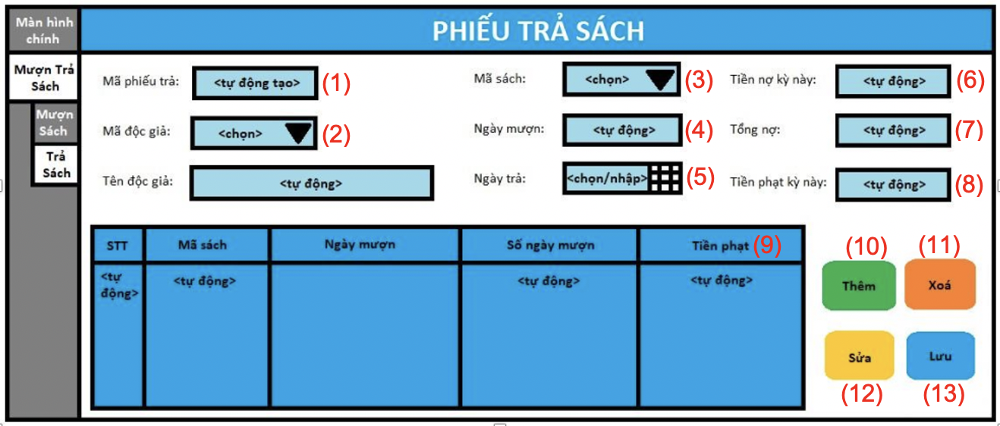 Màn hình
chính
PHIẾU TRẢ SÁCH
Mượn Trả
Sách
Mượn
Sách
Trả
Sách
Mã phiếu trả: <tự động tạo> (1)
Mã độc giả: <chọn> (2)
Tên độc giả: <tự động>
Mã sách: <chọn> (3)
Ngày mượn: <tự động> (4)
Ngày trả: <chọn/nhập> (5)
Tiền nợ kỳ này: <tự động> (6)
Tổng nợ: <tự động> (7)
Tiền phạt kỳ này: <tự động> (8)
STT Mã sách Ngày mượn Số ngày mượn Tiền phạt (9)
<tự
động> <tự động> <tự động> <tự động>
(10) (11)
Thêm Xoá
Sửa Lưu
(12) (13)